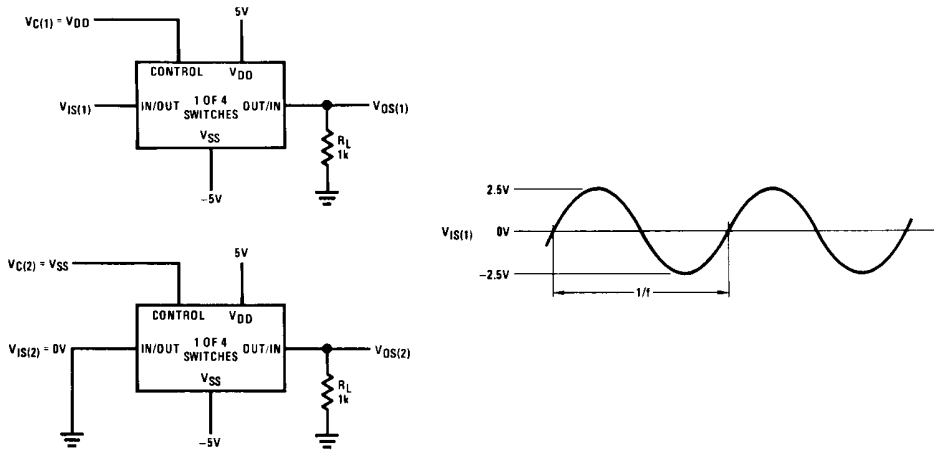 VC(1) = VDD
5V
CONTROL VDD
VIS(1) IN/OUT 1 OF 4 SWITCHES OUT/IN VOS(1)
VSS
RL
1k
-5V
VC(2) = VSS
5V
CONTROL VDD
VIS(2) = 0V IN/OUT 1 OF 4 SWITCHES OUT/IN VOS(2)
VSS
RL
1k
-5V
2.5V
VIS(1) 0V
-2.5V
1/f